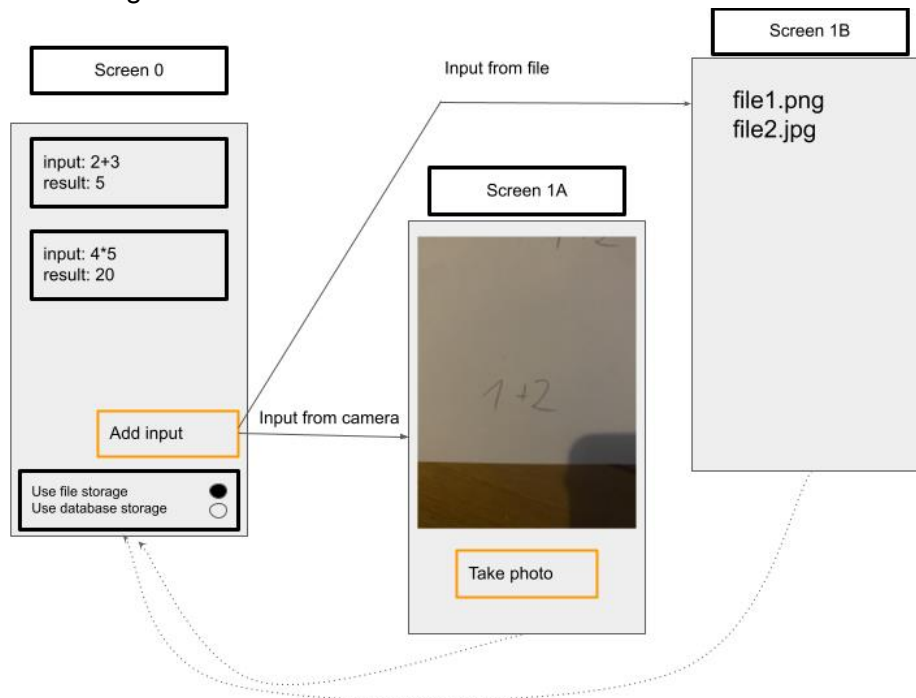 Screen 0
input: 2+3
result: 5
input: 4*5
result: 20
Add input
Use file storage
Use database storage
Input from file
Input from camera
Screen 1A
1+2
Take photo
Screen 1B
file1.png
file2.jpg